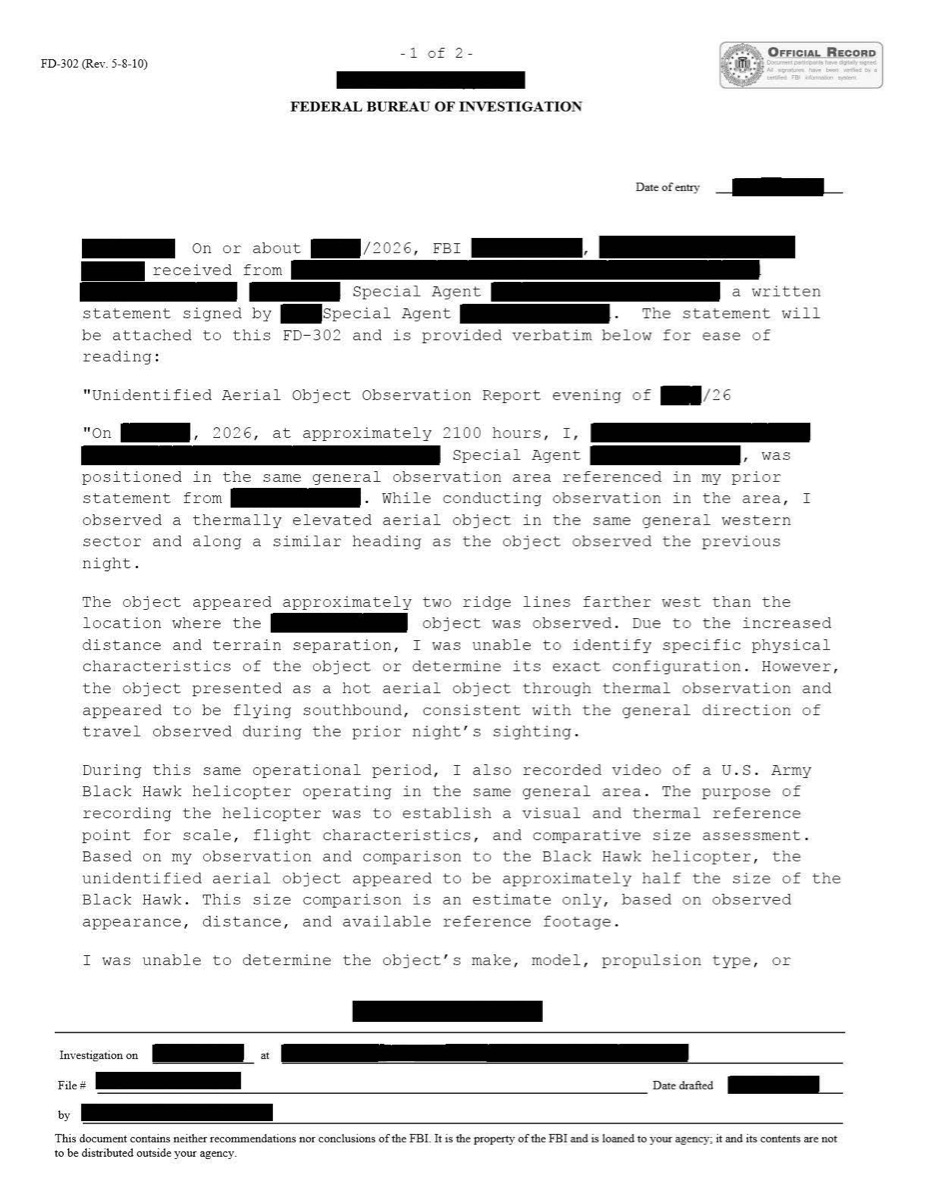 -1 of 2-
FD-302 (Rev. 5-8-10)
OFFICIAL RECORD
Document participants have digitally signed.
All signatures have been verified by a
certified FBI information system.
FEDERAL BUREAU OF INVESTIGATION
Date of entry
On or about /2026, FBI ,
received from
Special Agent a written
statement signed by Special Agent . The statement will
be attached to this FD-302 and is provided verbatim below for ease of
reading:
"Unidentified Aerial Object Observation Report evening of /26
"On , 2026, at approximately 2100 hours, I,
Special Agent , was
positioned in the same general observation area referenced in my prior
statement from . While conducting observation in the area, I
observed a thermally elevated aerial object in the same general western
sector and along a similar heading as the object observed the previous
night.
The object appeared approximately two ridge lines farther west than the
location where the object was observed. Due to the increased
distance and terrain separation, I was unable to identify specific physical
characteristics of the object or determine its exact configuration. However,
the object presented as a hot aerial object through thermal observation and
appeared to be flying southbound, consistent with the general direction of
travel observed during the prior night's sighting.
During this same operational period, I also recorded video of a U.S. Army
Black Hawk helicopter operating in the same general area. The purpose of
recording the helicopter was to establish a visual and thermal reference
point for scale, flight characteristics, and comparative size assessment.
Based on my observation and comparison to the Black Hawk helicopter, the
unidentified aerial object appeared to be approximately half the size of the
Black Hawk. This size comparison is an estimate only, based on observed
appearance, distance, and available reference footage.
I was unable to determine the object's make, model, propulsion type, or
Investigation on at
File # Date drafted
by
This document contains neither recommendations nor conclusions of the FBI. It is the property of the FBI and is loaned to your agency; it and its contents are not
to be distributed outside your agency.